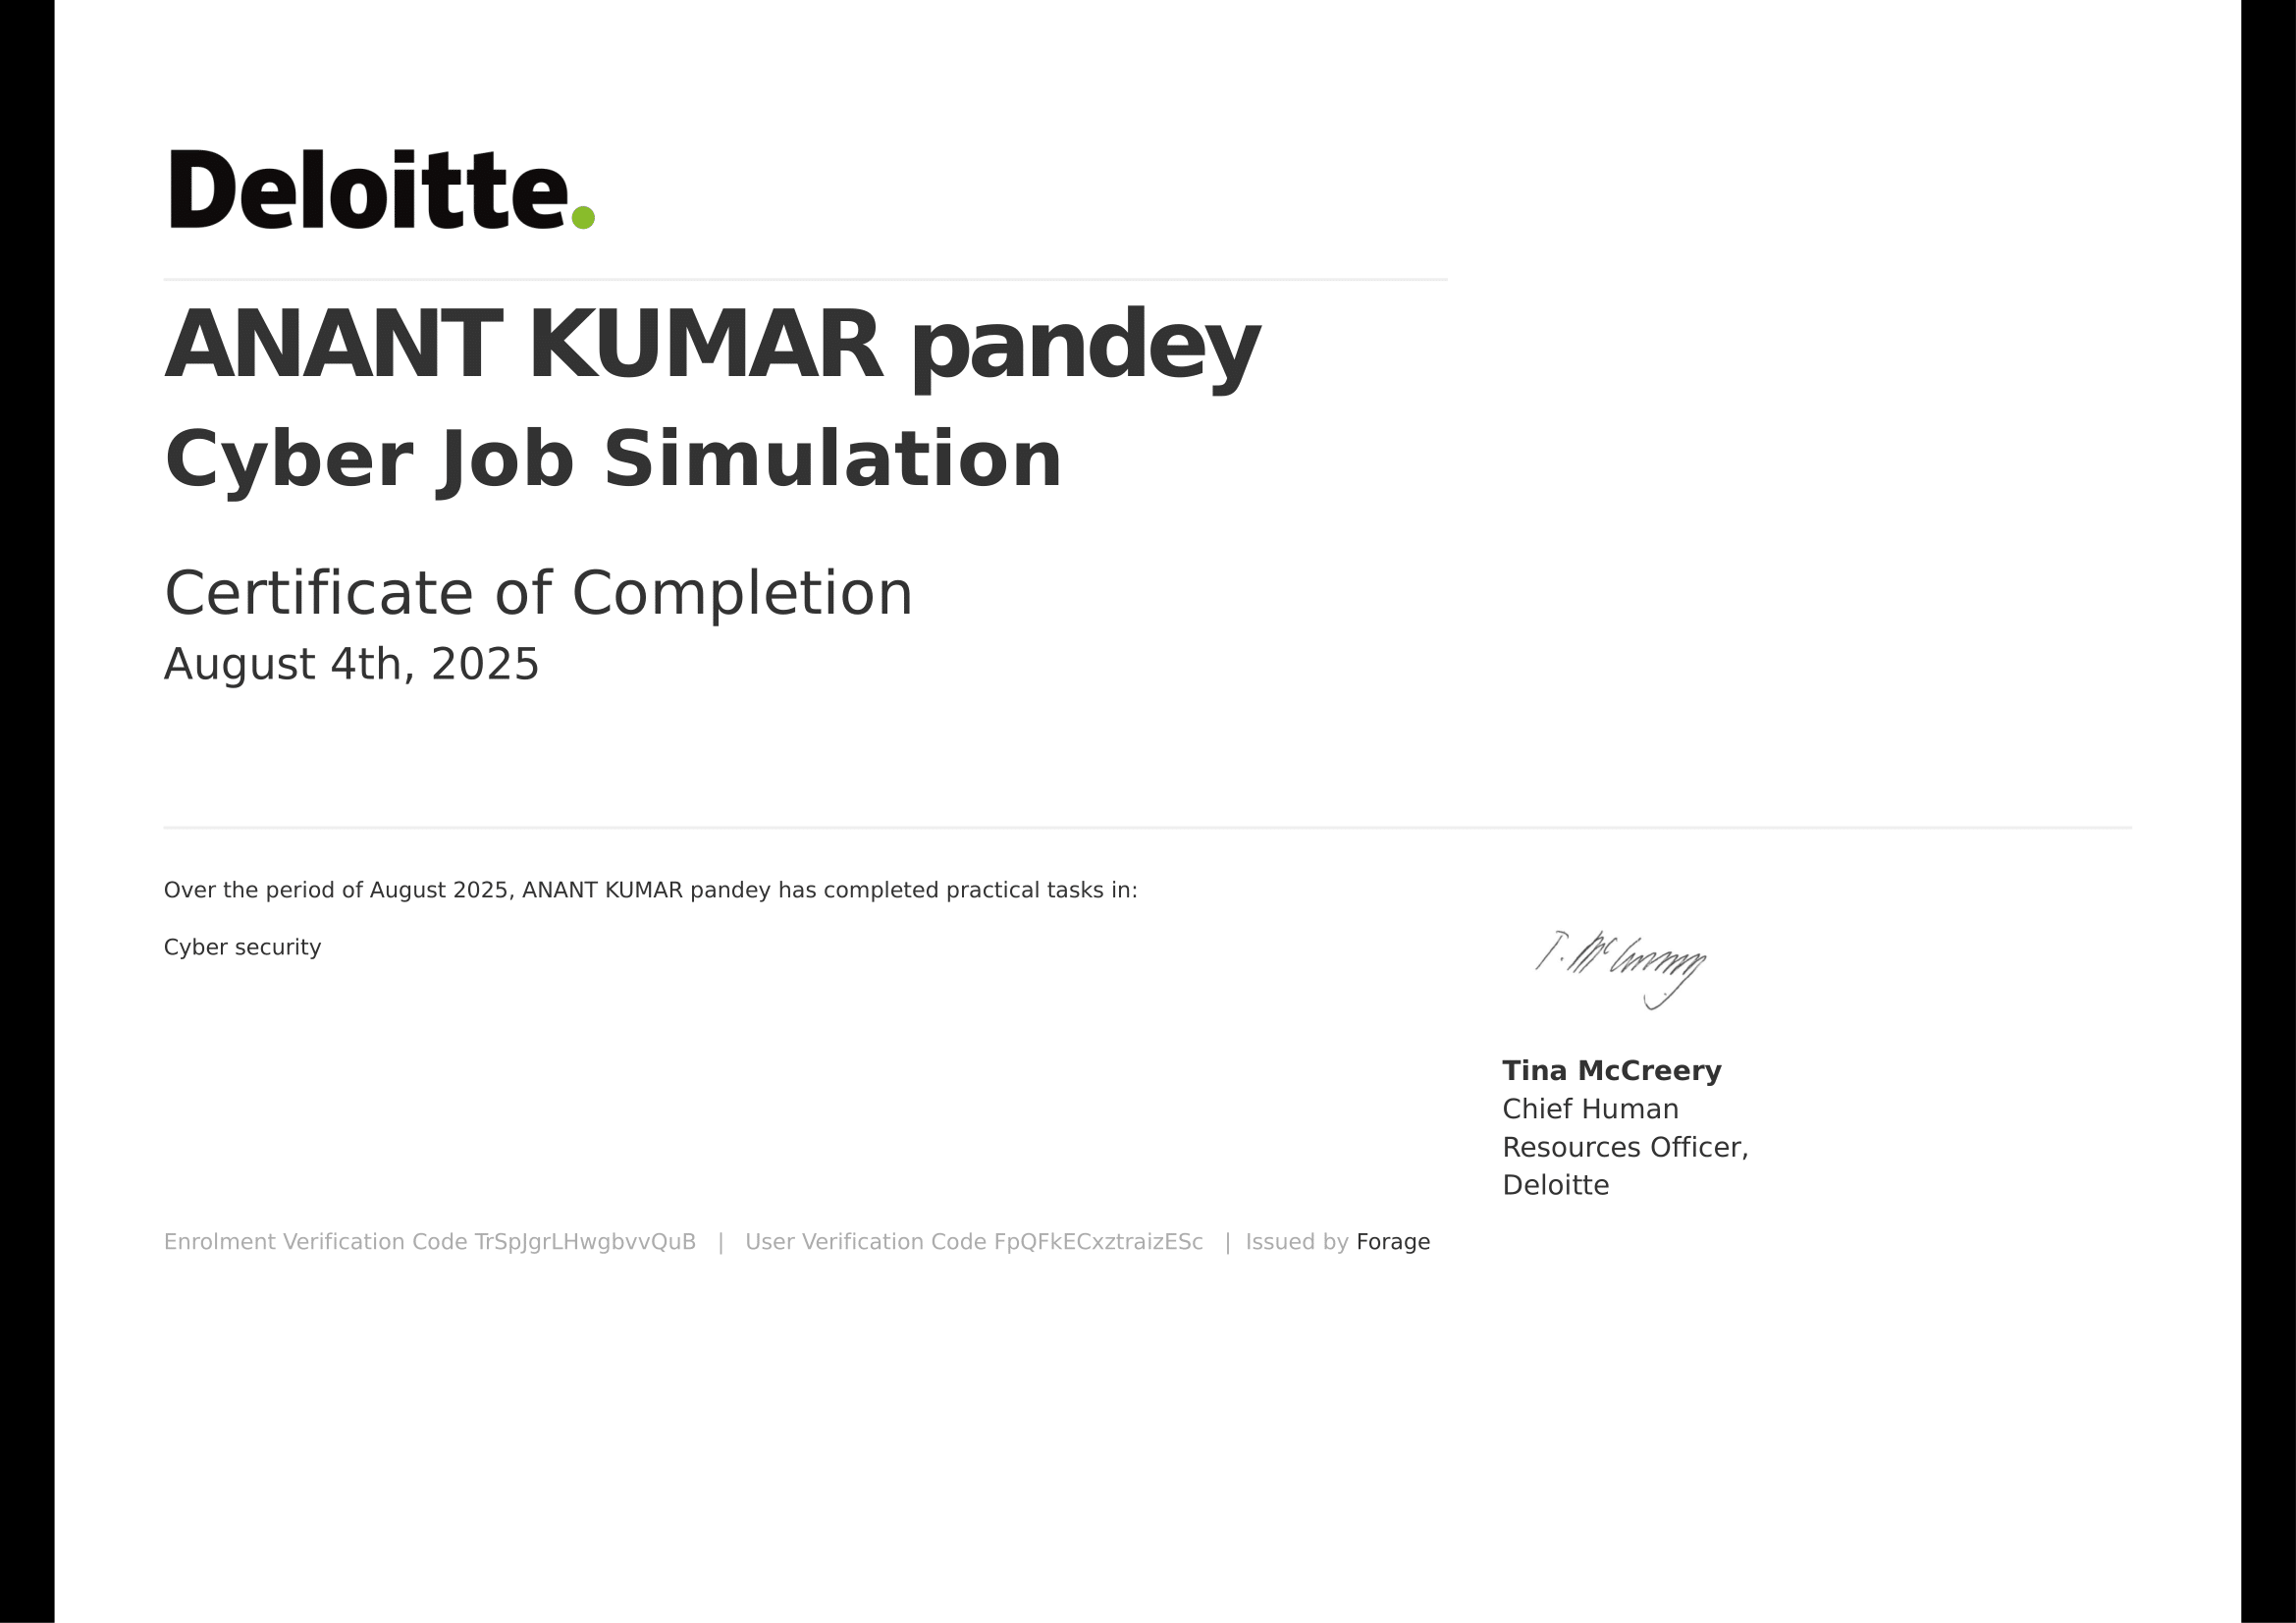 Deloitte.
ANANT KUMAR pandey
Cyber Job Simulation
Certificate of Completion
August 4th, 2025
Over the period of August 2025, ANANT KUMAR pandey has completed practical tasks in:
Cyber security
T. McCreery
Tina McCreery
Chief Human
Resources Officer,
Deloitte
Enrolment Verification Code TrSpJgrLHwgbvvQuB | User Verification Code FpQFkECxztraizESc | Issued by Forage